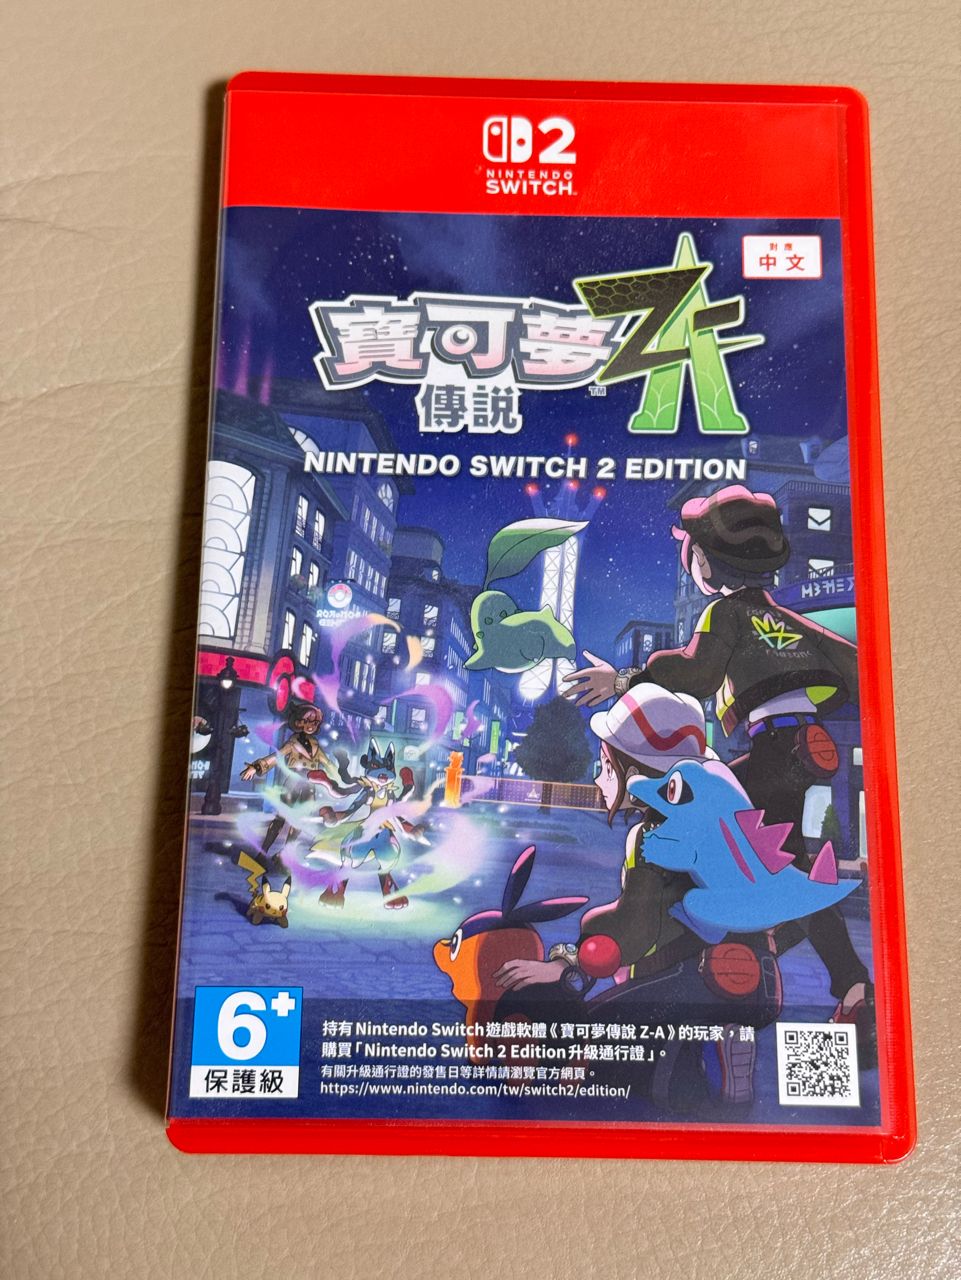 2
NINTENDO
SWITCH™
對應
中文
寶可夢
ZA
傳說
™
NINTENDO SWITCH 2 EDITION
6+
保護級
持有Nintendo Switch遊戲軟體《寶可夢傳說 Z-A》的玩家，請
購買「Nintendo Switch 2 Edition升級通行證」。
有關升級通行證的發售日等詳情請瀏覽官方網頁。
https://www.nintendo.com/tw/switch2/edition/